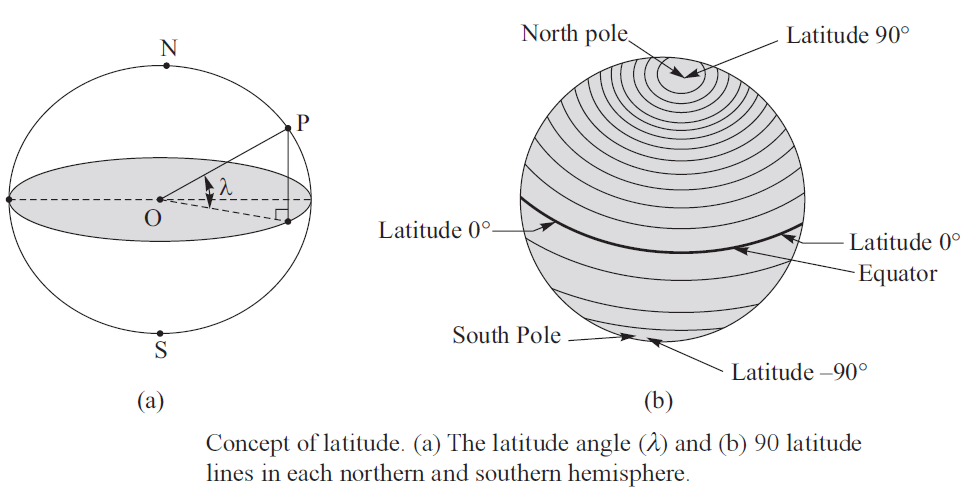 N
P
λ
O
S
(a)
North pole
Latitude 90°
Latitude 0°
Latitude 0°
Equator
South Pole
Latitude –90°
(b)
Concept of latitude. (a) The latitude angle (λ) and (b) 90 latitude
lines in each northern and southern hemisphere.